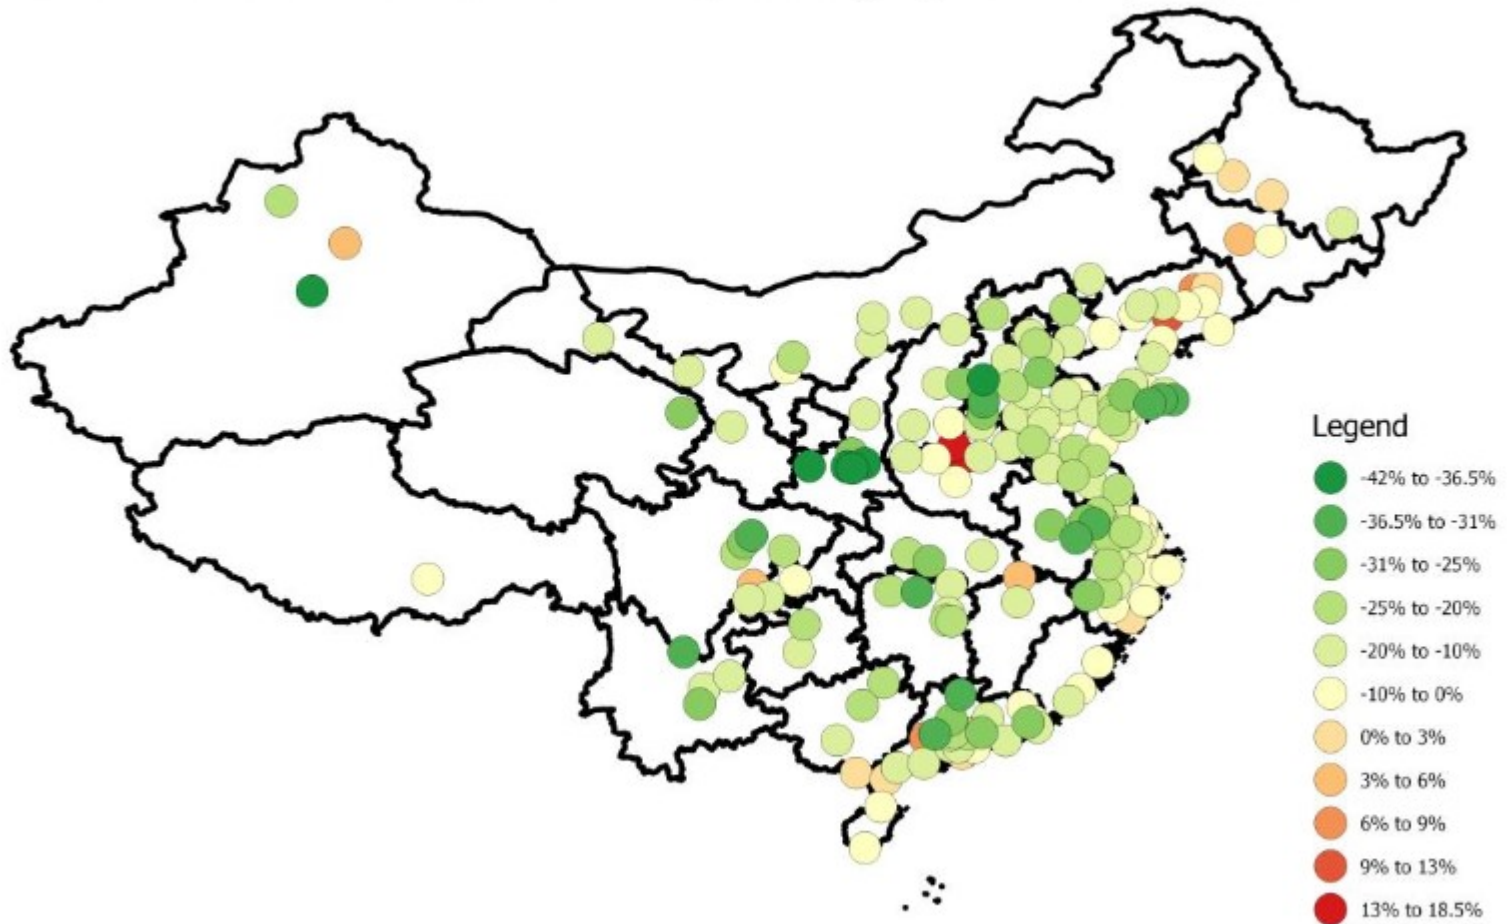 Legend
-42% to -36.5%
-36.5% to -31%
-31% to -25%
-25% to -20%
-20% to -10%
-10% to 0%
0% to 3%
3% to 6%
6% to 9%
9% to 13%
13% to 18.5%